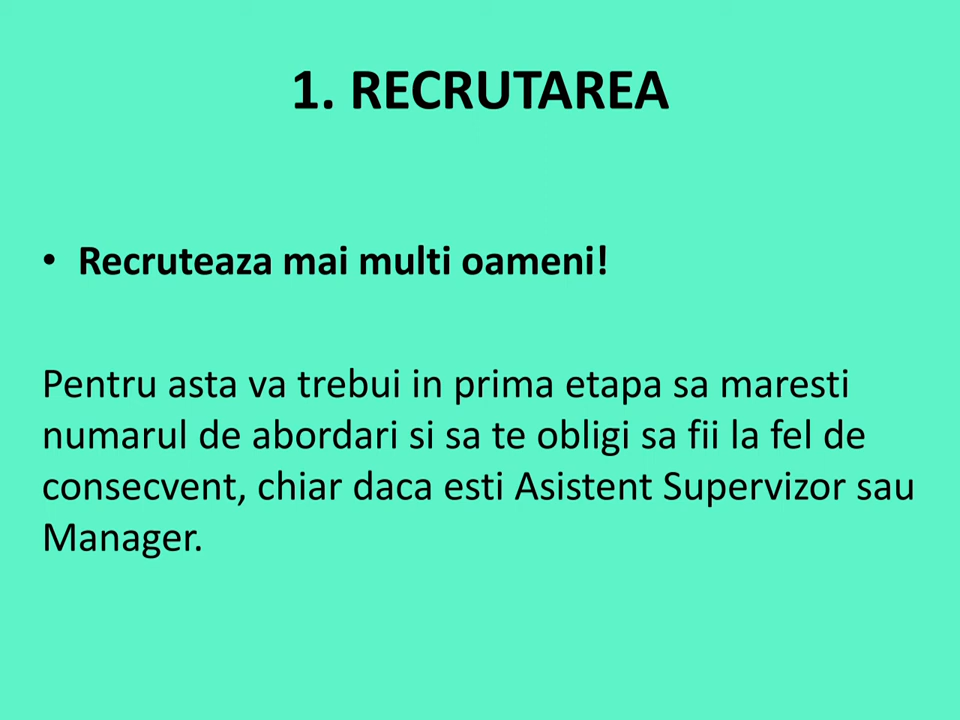 1. RECRUTAREA
• Recruteaza mai multi oameni!
Pentru asta va trebui in prima etapa sa maresti
numarul de abordari si sa te obligi sa fii la fel de
consecvent, chiar daca esti Asistent Supervizor sau
Manager.